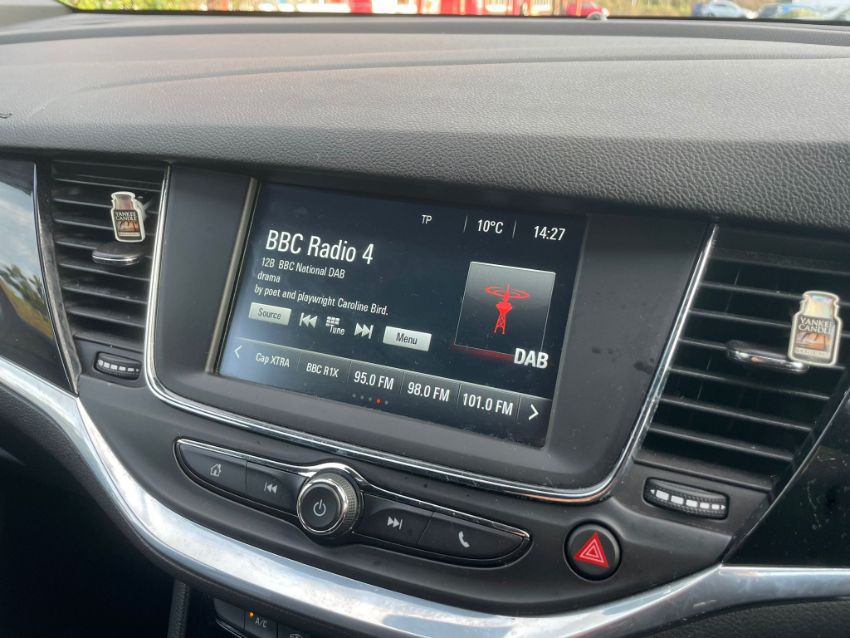 TP 10°C 14:27
BBC Radio 4
12B BBC National DAB
drama
by poet and playwright Caroline Bird.
Source Tune Menu
DAB
Cap XTRA BBC R1X 95.0 FM 98.0 FM 101.0 FM
YANKEE
CANDLE
YANKEE
CANDLE
A/C